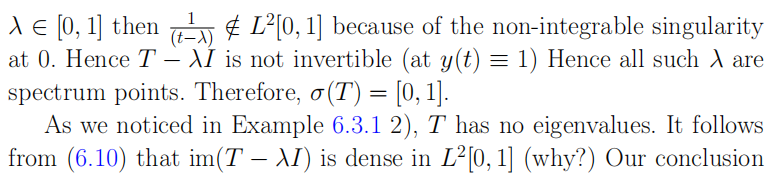 λ ∈ [0, 1] then 1/(t−λ) ∉ L²[0, 1] because of the non-integrable singularity
at 0. Hence T − λI is not invertible (at y(t) ≡ 1) Hence all such λ are
spectrum points. Therefore, σ(T) = [0, 1].
As we noticed in Example 6.3.1 2), T has no eigenvalues. It follows
from (6.10) that im(T − λI) is dense in L²[0, 1] (why?) Our conclusion